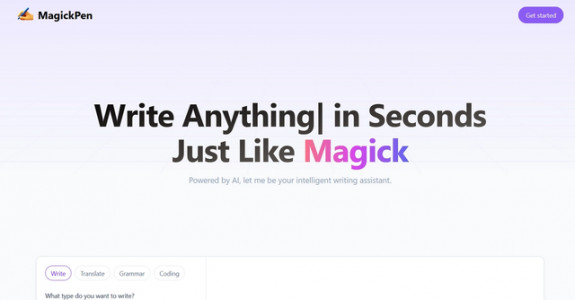 MagickPen
Get started
Write Anything| in Seconds
Just Like Magick
Powered by AI, let me be your intelligent writing assistant.
Write Translate Grammar Coding
What type do you want to write?